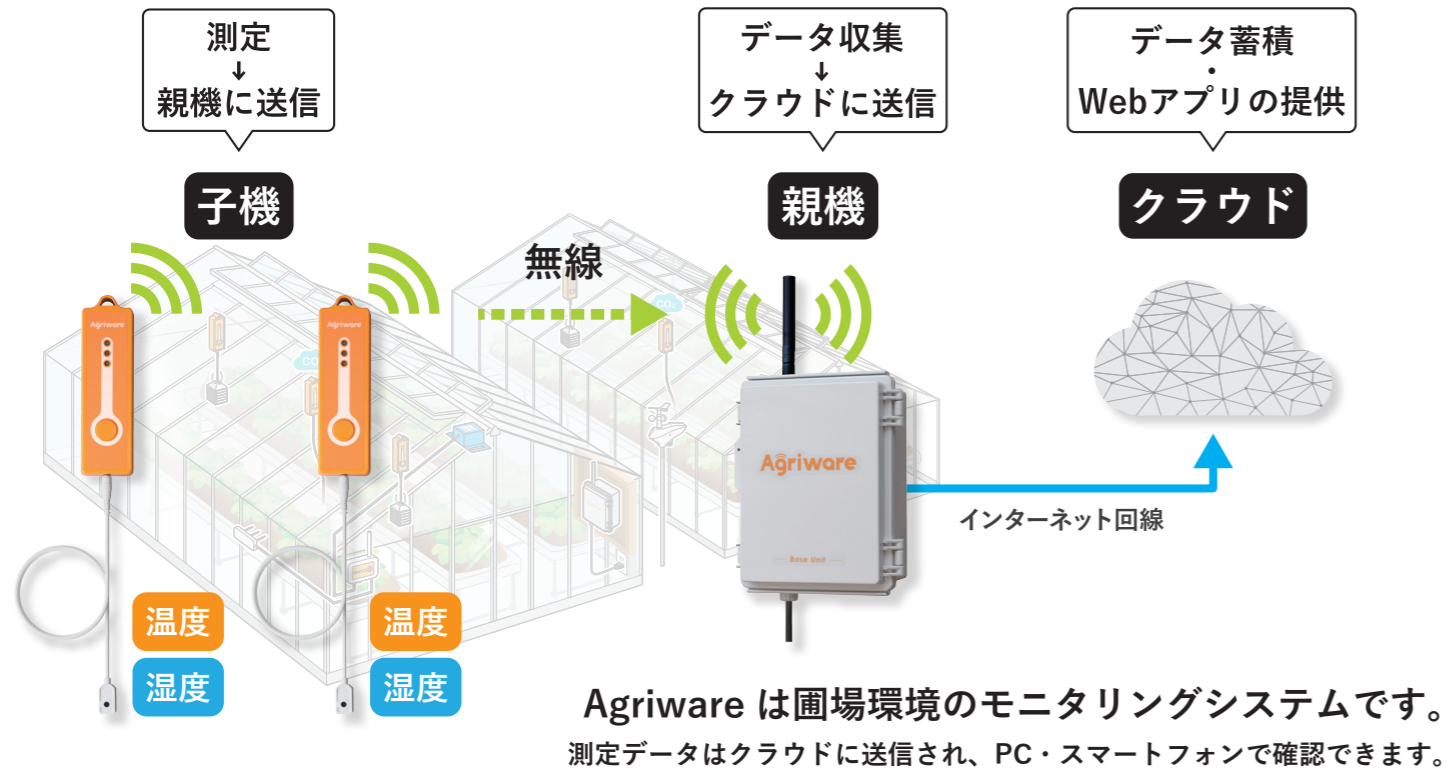 測定
↓
親機に送信
データ収集
↓
クラウドに送信
データ蓄積
・
Webアプリの提供
子機
親機
クラウド
無線
CO₂
Agriware
Agriware
CO
Agriware
Base Unit
インターネット回線
温度
湿度
温度
湿度
Agriware は圃場環境のモニタリングシステムです。
測定データはクラウドに送信され、PC・スマートフォンで確認できます。